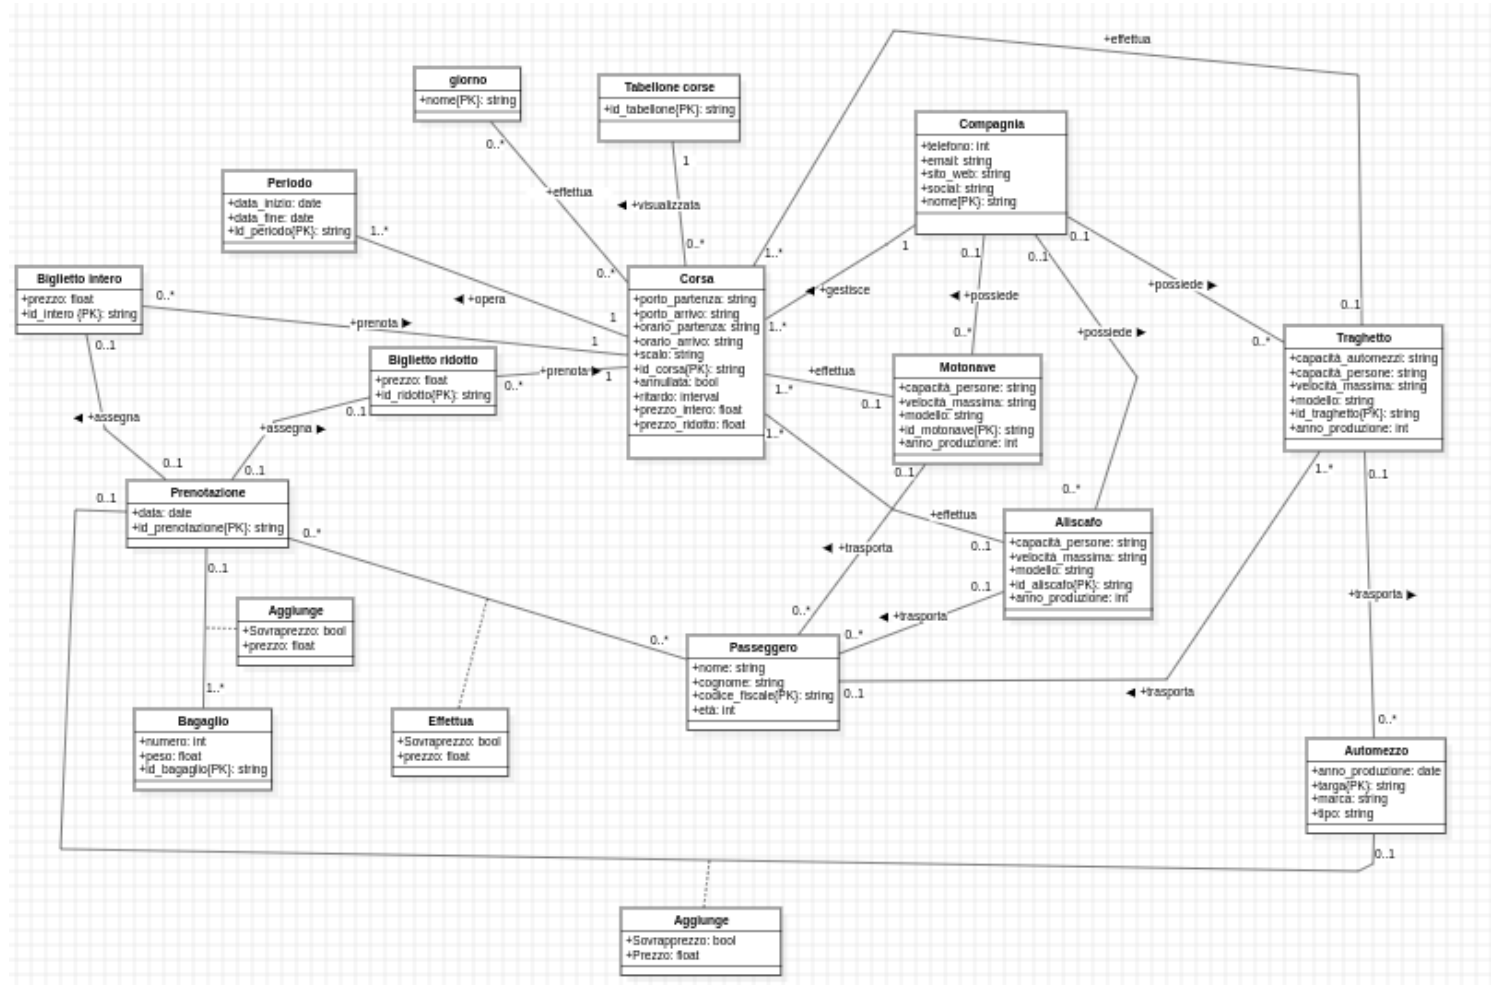 +effettua
giorno
+nome{PK}: string
0..*
Tabellone corse
+id_tabellone{PK}: string
1
Compagnia
+telefono: int
+email: string
+sito_web: string
+social: string
+nome{PK}: string
Periodo
+data_inizio: date
+data_fine: date
+id_periodo{PK}: string
1..*
+effettua
◄ +visualizzata
0..*
0..*
1..*
1
0..1
0..1
0..1
Biglietto intero
+prezzo: float
+id_intero {PK}: string
0..*
0..1
◄ +opera
1
+prenota ►
1
Corsa
+porto_partenza: string
+porto_arrivo: string
+orario_partenza: string
+orario_arrivo: string
+scalo: string
+id_corsa{PK}: string
+annullata: bool
+ritardo: interval
+prezzo_intero: float
+prezzo_ridotto: float
◄ +gestisce
1..*
◄ +possiede
0..*
+possiede ►
+possiede ►
0..1
0..*
Biglietto ridotto
+prezzo: float
+id_ridotto{PK}: string
0..*
+prenota ►
1
0..1
+effettua
1..*
0..1
1..*
Motonave
+capacità_persone: string
+velocità_massima: string
+modello: string
+id_motonave{PK}: string
+anno_produzione: int
0..1
Traghetto
+capacità_automezzi: string
+capacità_persone: string
+velocità_massima: string
+modello: string
+id_traghetto{PK}: string
+anno_produzione: int
1..*
0..1
◄ +assegna
+assegna ►
0..1
0..1
Prenotazione
+data: date
+id_prenotazione{PK}: string
0..1
0..*
0..1
0..*
+effettua
0..1
Aliscafo
+capacità_persone: string
+velocità_massima: string
+modello: string
+id_aliscafo{PK}: string
+anno_produzione: int
◄ +trasporta
0..1
◄ +trasporta
0..*
0..*
+trasporta ►
Aggiunge
+Sovraprezzo: bool
+prezzo: float
1..*
0..*
Passeggero
+nome: string
+cognome: string
+codice_fiscale{PK}: string
+età: int
0..1
◄ +trasporta
0..*
Bagaglio
+numero: int
+peso: float
+id_bagaglio{PK}: string
Effettua
+Sovraprezzo: bool
+prezzo: float
Automezzo
+anno_produzione: date
+targa{PK}: string
+marca: string
+tipo: string
0..1
Aggiunge
+Sovrapprezzo: bool
+Prezzo: float